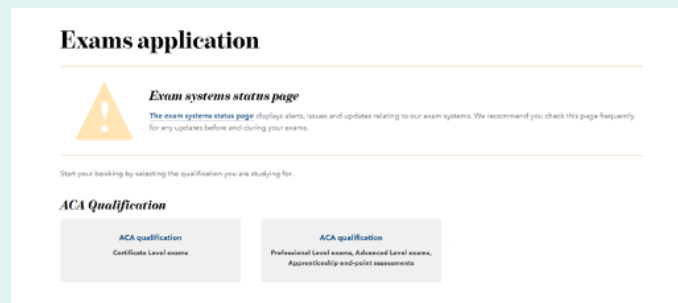 Exams application
Exam systems status page
The exam systems status page displays alerts, issues and updates relating to our exam systems. We recommend you check this page frequently
for any updates before and during your exams.
Start your booking by selecting the qualification you are studying for.
ACA Qualification
ACA qualification
Certificate Level exams
ACA qualification
Professional Level exams, Advanced Level exams,
Apprenticeship end-point assessments